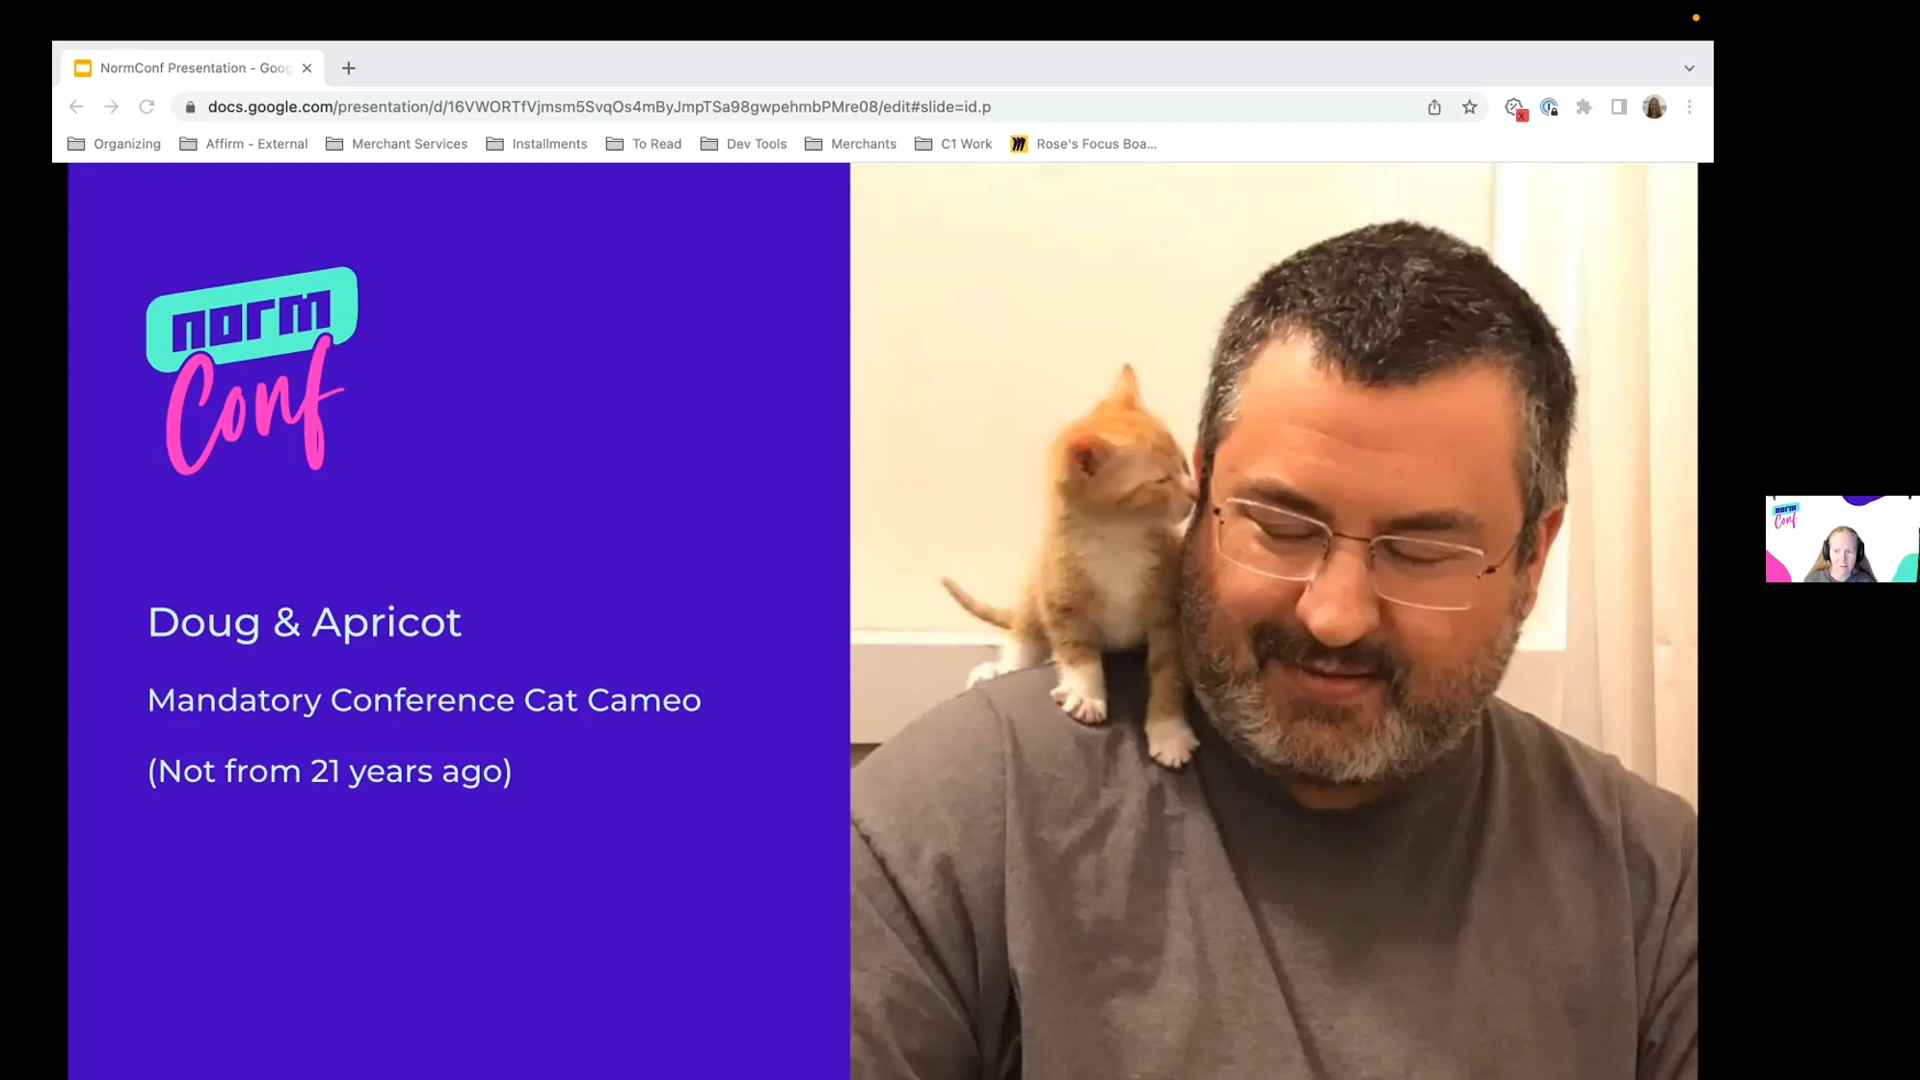 NormConf Presentation - Goog
docs.google.com/presentation/d/16VWORTfVjmsm5SvqOs4mByJmpTSa98gwpehmbPMre08/edit#slide=id.p
Organizing
Affirm - External
Merchant Services
Installments
To Read
Dev Tools
Merchants
C1 Work
Rose's Focus Boa...
norm
Conf
Doug & Apricot
Mandatory Conference Cat Cameo
(Not from 21 years ago)
norm
Conf